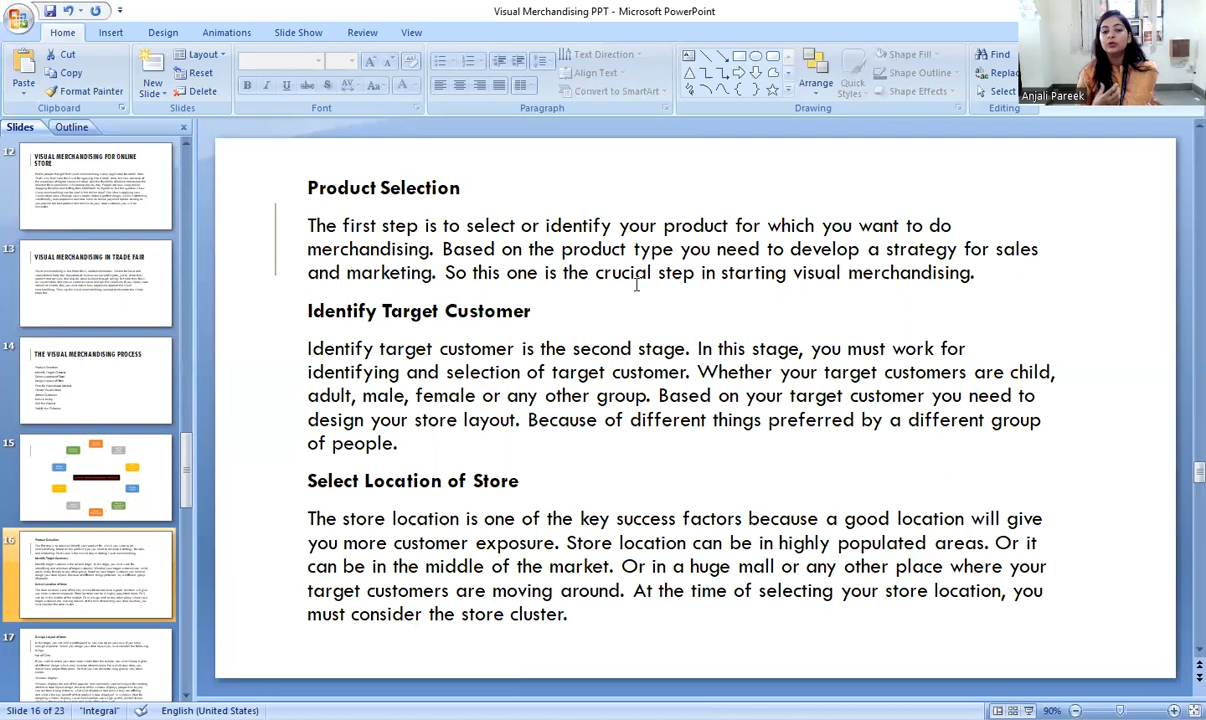 Visual Merchandising PPT - Microsoft PowerPoint
Home Insert Design Animations Slide Show Review View
Cut
Copy
Format Painter
Paste
Clipboard
New
Slide
Layout
Reset
Delete
Slides
Font
Text Direction
Align Text
Convert to SmartArt
Paragraph
Arrange
Quick
Styles
Shape Fill
Shape Outline
Shape Effects
Drawing
Find
Replac
Select
Editing
Anjali Pareek
Slides Outline
12
VISUAL MERCHANDISING FOR ONLINE
STORE
13
VISUAL MERCHANDISING IN TRADE FAIR
14
THE VISUAL MERCHANDISING PROCESS
15
16
17
Product Selection
The first step is to select or identify your product for which you want to do
merchandising. Based on the product type you need to develop a strategy for sales
and marketing. So this one is the crucial step in starting visual merchandising.
Identify Target Customer
Identify target customer is the second stage. In this stage, you must work for
identifying and selection of target customer. Whether your target customers are child,
adult, male, female or any other group. Based on your target customer you need to
design your store layout. Because of different things preferred by a different group
of people.
Select Location of Store
The store location is one of the key success factors because a good location will give
you more customer exposure. Store location can be in highly populated areas. Or it
can be in the middle of the market. Or in a huge mall or any other place where your
target customers are moving around. At the time of selecting your store location, you
must consider the store cluster.
Slide 16 of 23 "Integral" English (United States) 90%